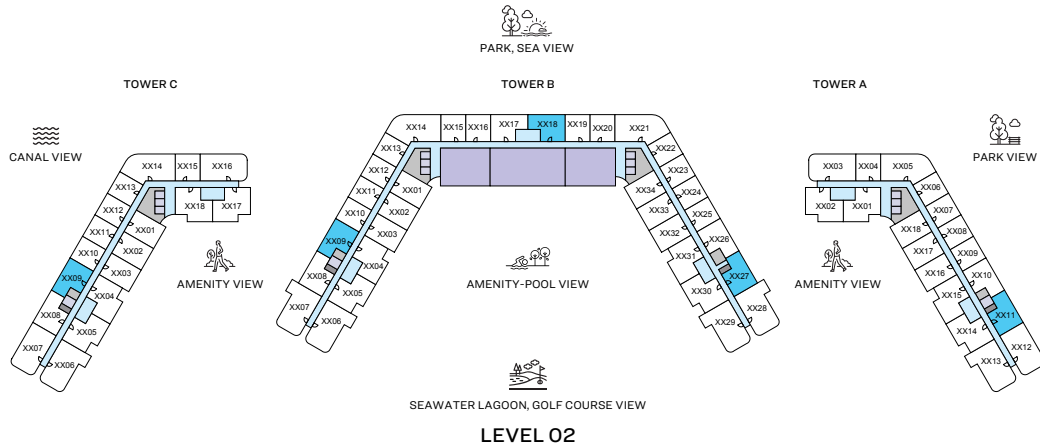 PARK, SEA VIEW
TOWER C
TOWER B
TOWER A
CANAL VIEW
PARK VIEW
XX14
XX15
XX16
XX13
XX12
XX11
XX10
XX09
XX08
XX07
XX18
XX17
XX01
XX02
XX03
XX04
XX05
XX06
XX14
XX15
XX16
XX17
XX18
XX19
XX20
XX21
XX13
XX12
XX11
XX10
XX09
XX08
XX07
XX01
XX02
XX03
XX04
XX05
XX06
XX22
XX23
XX24
XX25
XX26
XX27
XX28
XX34
XX33
XX32
XX31
XX30
XX29
XX03
XX04
XX05
XX02
XX01
XX06
XX07
XX08
XX09
XX10
XX11
XX12
XX18
XX17
XX16
XX15
XX14
XX13
AMENITY VIEW
AMENITY-POOL VIEW
AMENITY VIEW
SEAWATER LAGOON, GOLF COURSE VIEW
LEVEL 02